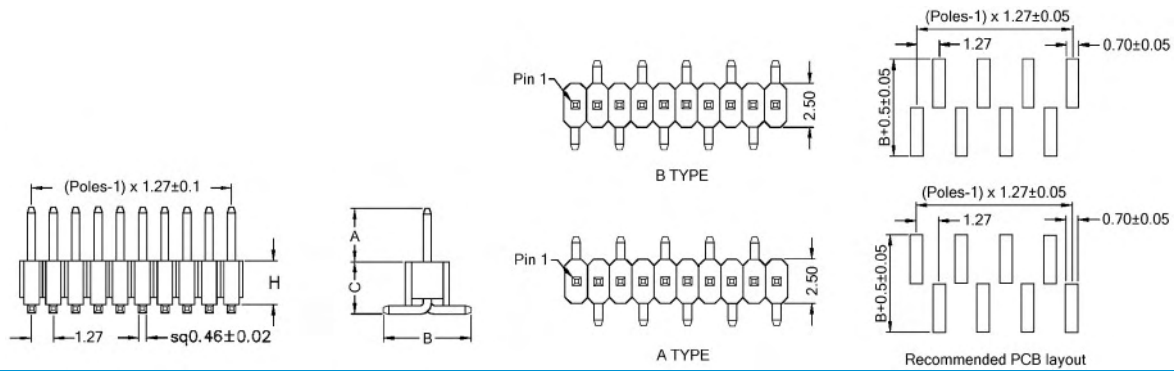 (Poles-1) x 1.27±0.1
H
1.27
sq0.46±0.02
A
C
B
Pin 1
2.50
B TYPE
Pin 1
2.50
A TYPE
(Poles-1) x 1.27±0.05
1.27
0.70±0.05
B+0.5±0.05
(Poles-1) x 1.27±0.05
1.27
0.70±0.05
B+0.5±0.05
Recommended PCB layout